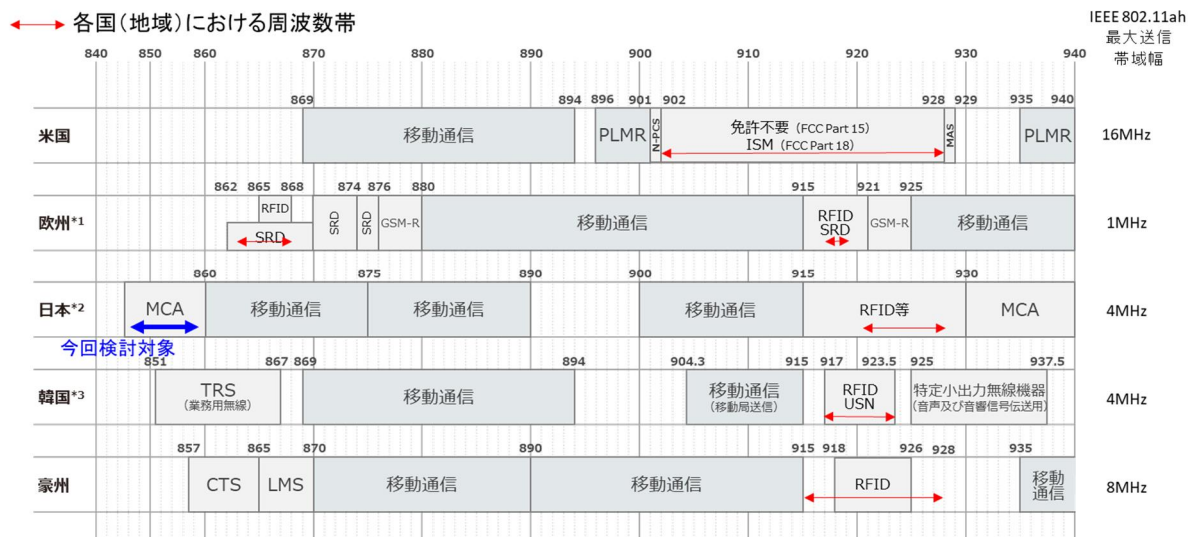 各国（地域）における周波数帯
IEEE 802.11ah
最大送信
帯域幅
840 850 860 870 880 890 900 910 920 930 940
869 894 896 901 902 928 929 935 940
米国
移動通信
PLMR
N-PCS
免許不要（FCC Part 15）
ISM（FCC Part 18）
MAS
PLMR
16MHz
862 865 868 874 876 880 915 921 925
欧州*1
RFID
SRD
SRD
SRD
GSM-R
移動通信
RFID
SRD
GSM-R
移動通信
1MHz
860 875 890 900 915 930
日本*2
MCA
移動通信
移動通信
移動通信
RFID等
MCA
4MHz
今回検討対象
851 867 869 894 904.3 915 917 923.5 925 937.5
韓国*3
TRS
（業務用無線）
移動通信
移動通信
（移動局送信）
RFID
USN
特定小出力無線機器
（音声及び音響信号伝送用）
4MHz
857 865 870 890 915 918 926 928 935
豪州
CTS
LMS
移動通信
移動通信
RFID
移動
通信
8MHz